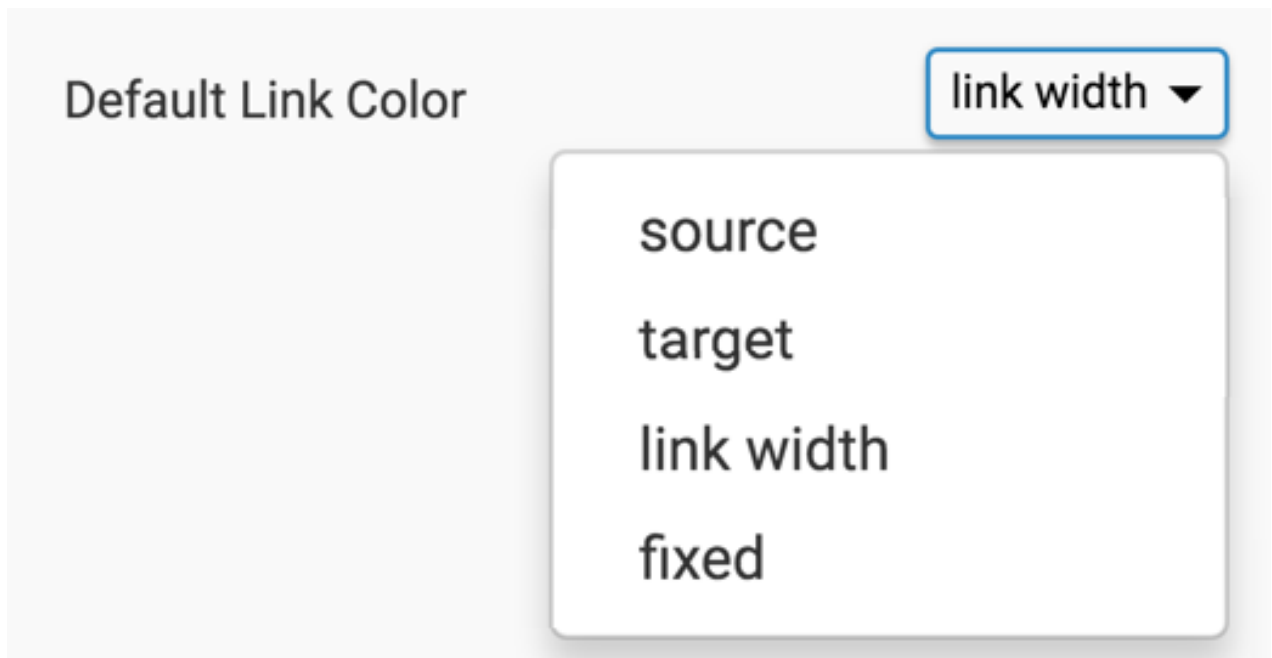 Default Link Color
link width
source
target
link width
fixed